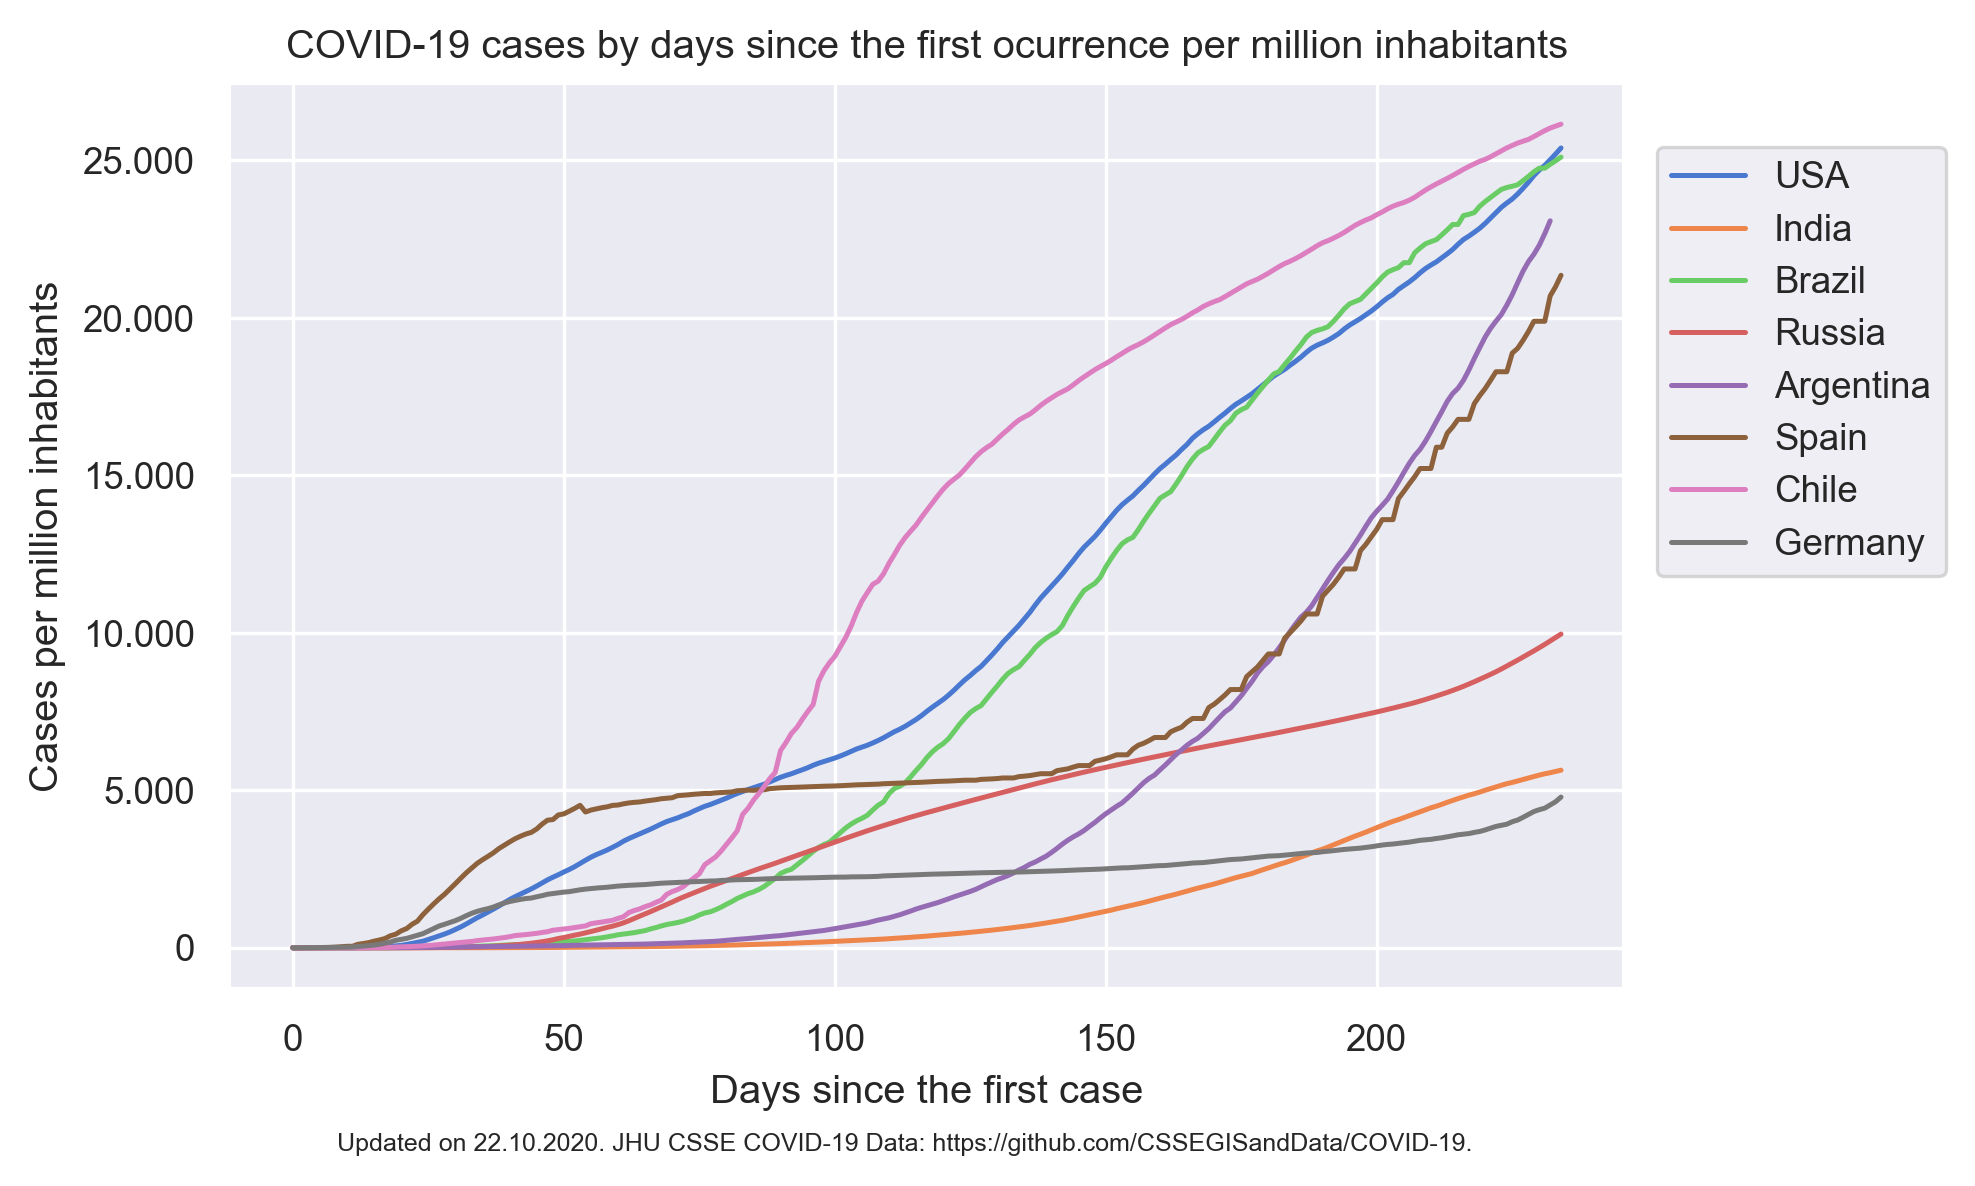 COVID-19 cases by days since the first ocurrence per million inhabitants
Cases per million inhabitants
25.000
20.000
15.000
10.000
5.000
0
0 50 100 150 200
Days since the first case
Updated on 22.10.2020. JHU CSSE COVID-19 Data: https://github.com/CSSEGISandData/COVID-19.
USA
India
Brazil
Russia
Argentina
Spain
Chile
Germany